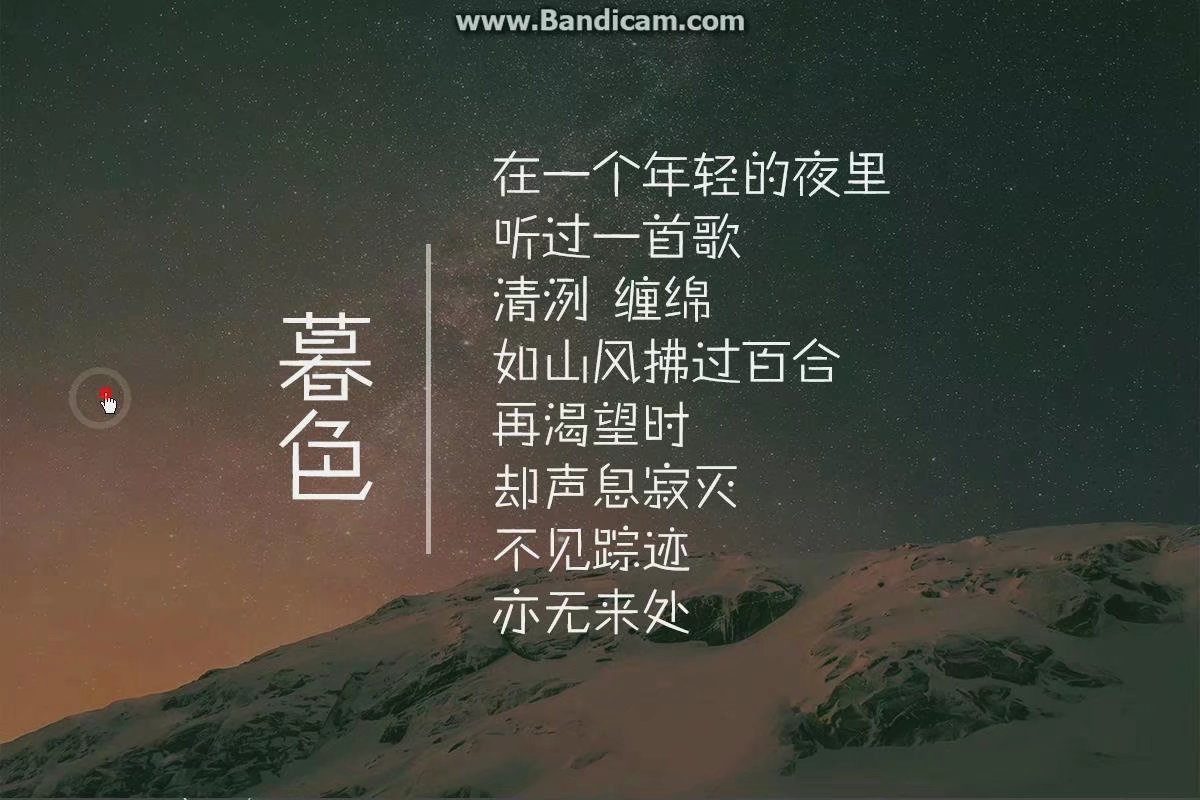 www.Bandicam.com
暮色
在一个年轻的夜里
听过一首歌
清洌 缠绵
如山风拂过百合
再渴望时
却声息寂灭
不见踪迹
亦无来处